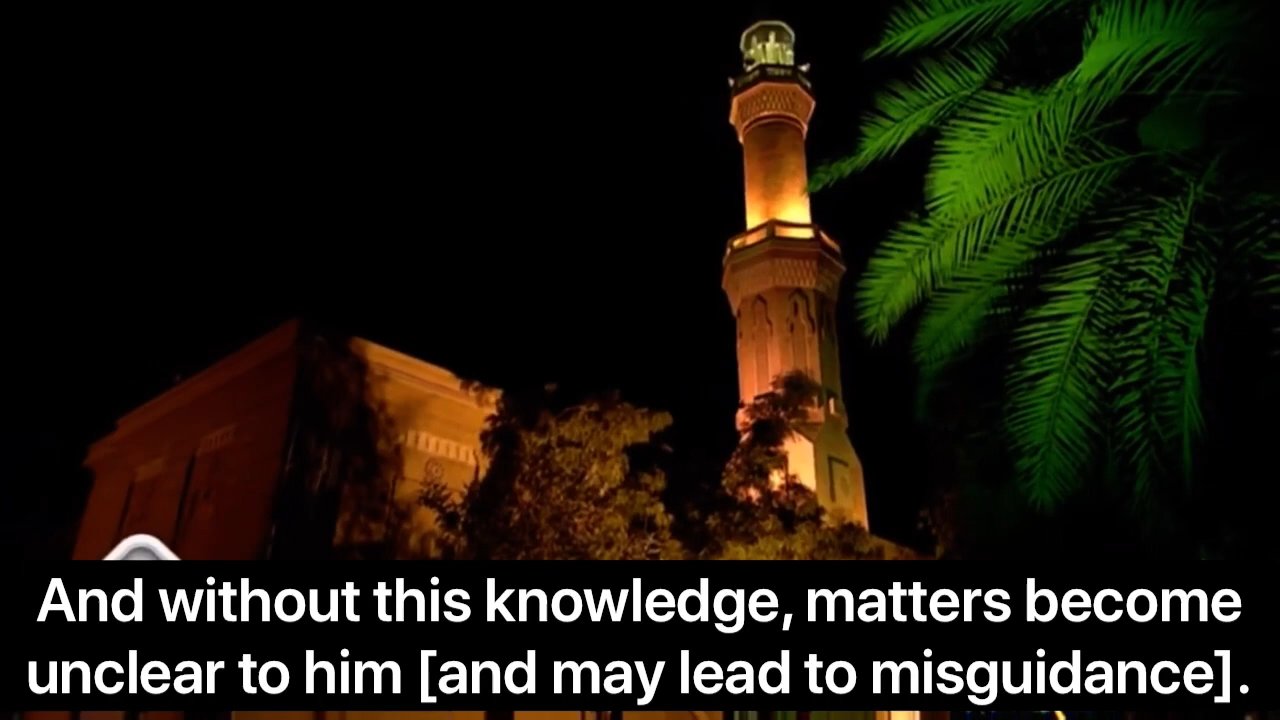 And without this knowledge, matters become
unclear to him [and may lead to misguidance].